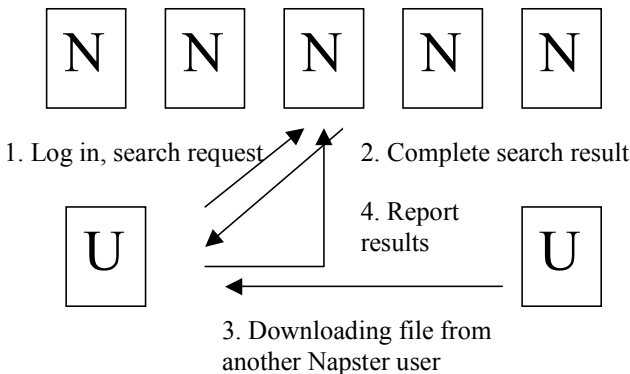 N N N N N
1. Log in, search request
2. Complete search result
4. Report
results
U
U
3. Downloading file from
another Napster user